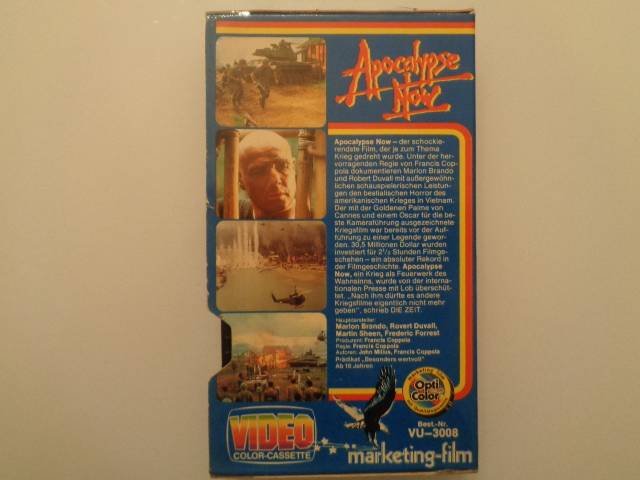 Apocalypse
Now
Apocalypse Now – der schockie-
rendste Film, der je zum Thema
Krieg gedreht wurde. Unter der her-
vorragenden Regie von Francis Cop-
pola dokumentieren Marlon Brando
und Robert Duvall mit außergewöhn-
lichen schauspielerischen Leistun-
gen den bestialischen Horror des
amerikanischen Krieges in Vietnam.
Der mit der Goldenen Palme von
Cannes und einem Oscar für die be-
ste Kameraführung ausgezeichnete
Kriegsfilm war bereits vor der Auf-
führung zu einer Legende gewor-
den. 30,5 Millionen Dollar wurden
investiert für 2½ Stunden Filmge-
schehen – ein absoluter Rekord in
der Filmgeschichte. Apocalypse
Now, ein Krieg als Feuerwerk des
Wahnsinns, wurde von der interna-
tionalen Presse mit Lob überschüt-
tet. „Nach ihm dürfte es andere
Kriegsfilme eigentlich nicht mehr
geben", schrieb DIE ZEIT.
Hauptdarsteller:
Marlon Brando, Rovert Duvall,
Martin Sheen, Frederic Forrest
Produzent: Francis Coppola
Regie: Francis Coppola
Autoren: John Milius, Francis Coppola
Prädikat „Besonders wertvoll"
Ab 16 Jahren
Marketing Film
Opti
Color
VIDEO
COLOR-CASSETTE
Best.-Nr.
VU–3008
marketing-film